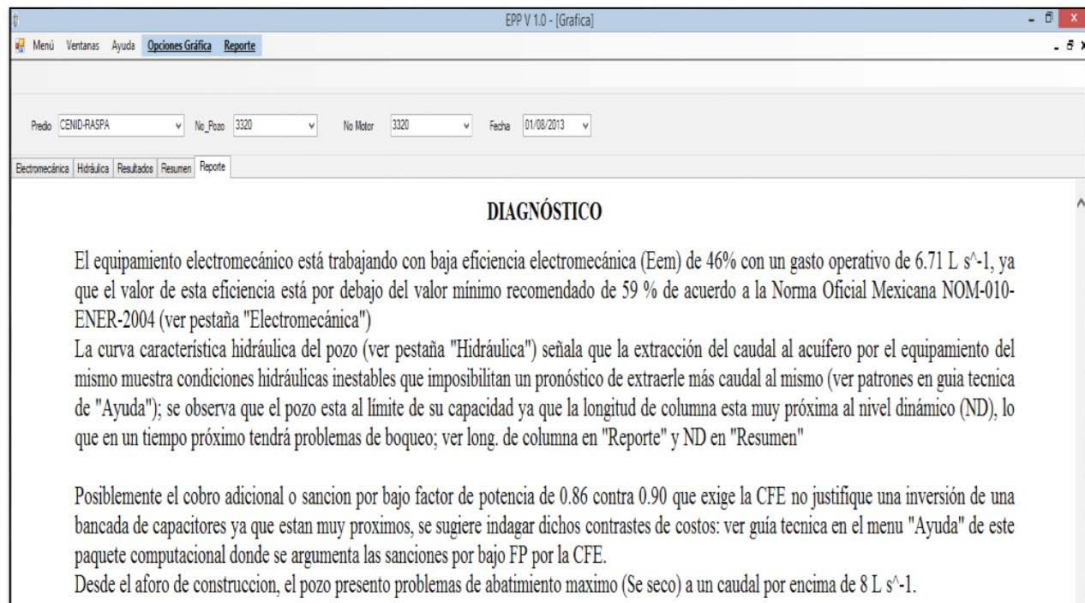 EPP V 1.0 - [Grafica]
Menú Ventanas Ayuda Opciones Gráfica Reporte
Predio CENID-RASPA No_Pozo 3320 No Motor 3320 Fecha 01/08/2013
Electromecánica Hidráulica Resultados Resumen Reporte
DIAGNÓSTICO
El equipamiento electromecánico está trabajando con baja eficiencia electromecánica (Eem) de 46% con un gasto operativo de 6.71 L s^-1, ya
que el valor de esta eficiencia está por debajo del valor mínimo recomendado de 59 % de acuerdo a la Norma Oficial Mexicana NOM-010-
ENER-2004 (ver pestaña "Electromecánica")
La curva característica hidráulica del pozo (ver pestaña "Hidráulica") señala que la extracción del caudal al acuífero por el equipamiento del
mismo muestra condiciones hidráulicas inestables que imposibilitan un pronóstico de extraerle más caudal al mismo (ver patrones en guia tecnica
de "Ayuda"); se observa que el pozo esta al límite de su capacidad ya que la longitud de columna esta muy próxima al nivel dinámico (ND), lo
que en un tiempo próximo tendrá problemas de boqueo; ver long. de columna en "Reporte" y ND en "Resumen"
Posiblemente el cobro adicional o sancion por bajo factor de potencia de 0.86 contra 0.90 que exige la CFE no justifique una inversión de una
bancada de capacitores ya que estan muy proximos, se sugiere indagar dichos contrastes de costos: ver guía tecnica en el menu "Ayuda" de este
paquete computacional donde se argumenta las sanciones por bajo FP por la CFE.
Desde el aforo de construccion, el pozo presento problemas de abatimiento maximo (Se seco) a un caudal por encima de 8 L s^-1.